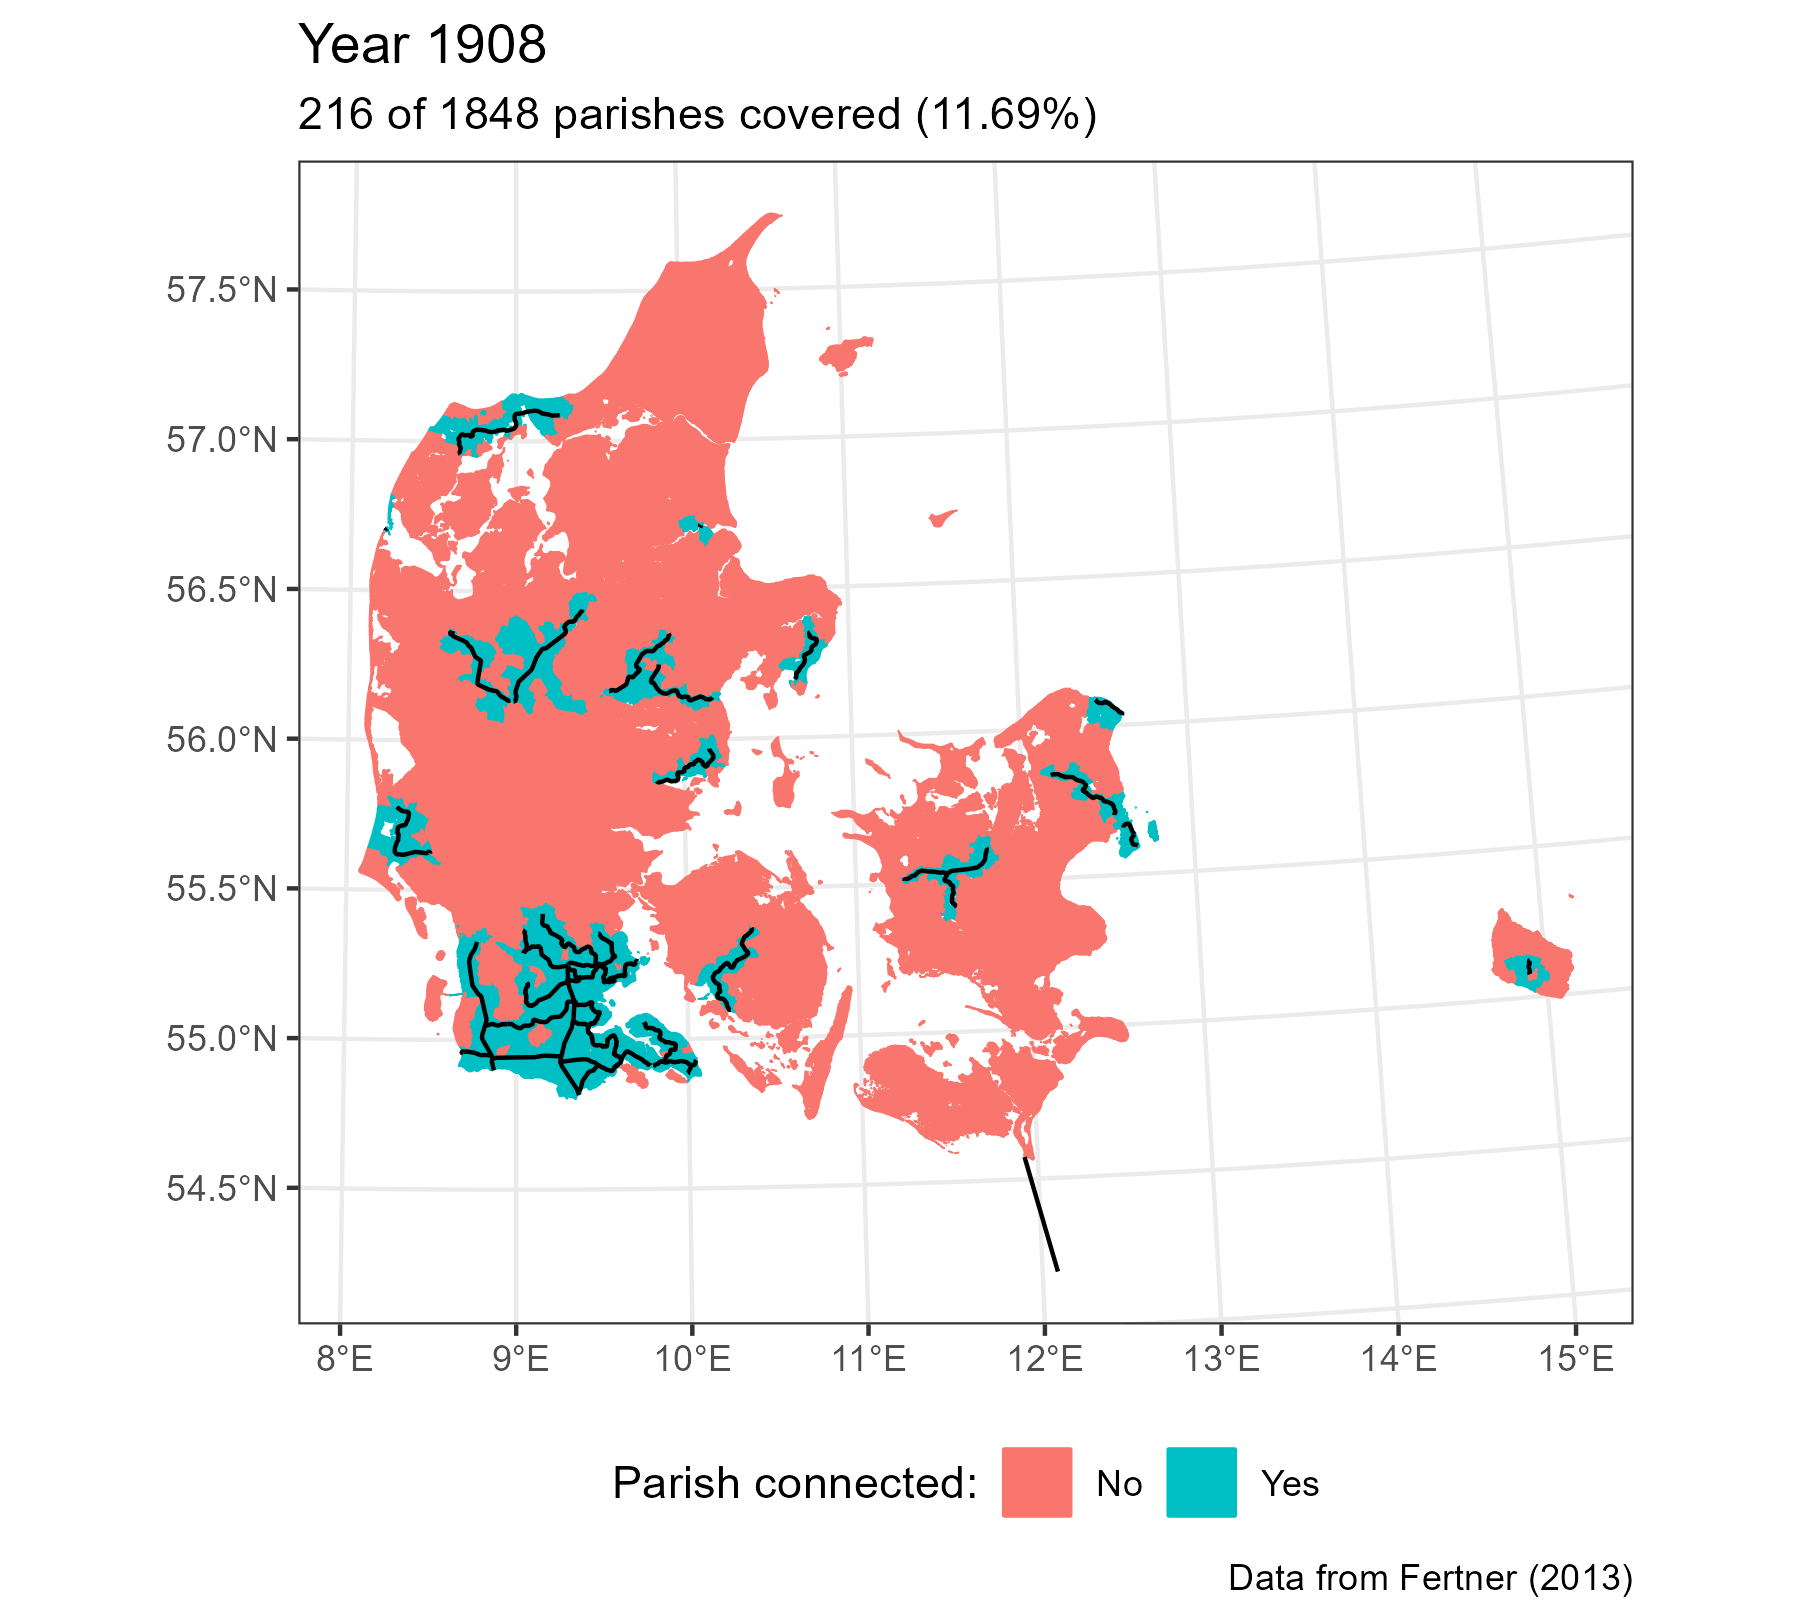 Year 1908
216 of 1848 parishes covered (11.69%)
57.5°N
57.0°N
56.5°N
56.0°N
55.5°N
55.0°N
54.5°N
8°E 9°E 10°E 11°E 12°E 13°E 14°E 15°E
Parish connected: No Yes
Data from Fertner (2013)